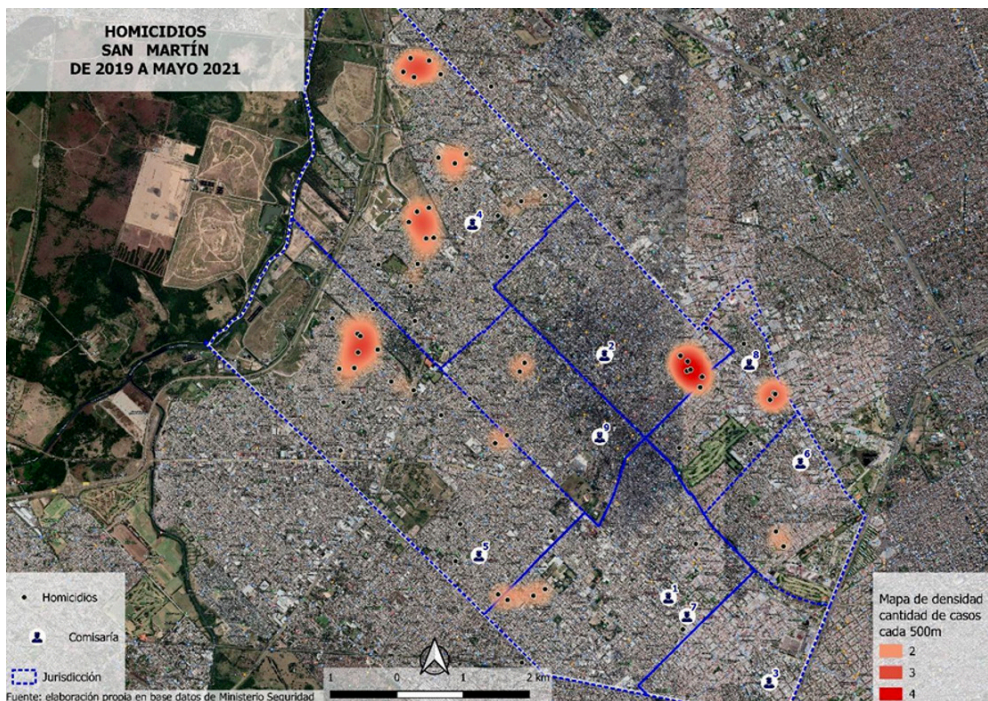 HOMICIDIOS
SAN MARTÍN
DE 2019 A MAYO 2021
4
2
8
9
6
5
1
7
3
Homicidios
Comisaría
Jurisdicción
Fuente: elaboración propia en base datos de Ministerio Seguridad
1 0 1 2 km
Mapa de densidad
cantidad de casos
cada 500m
2
3
4